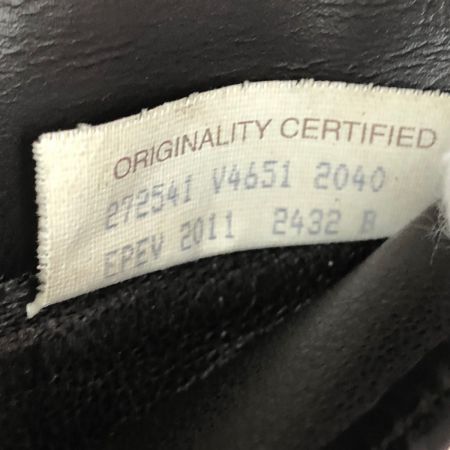 ORIGINALITY CERTIFIED
272541 V4651 2040
EPEV 2011 2432 B